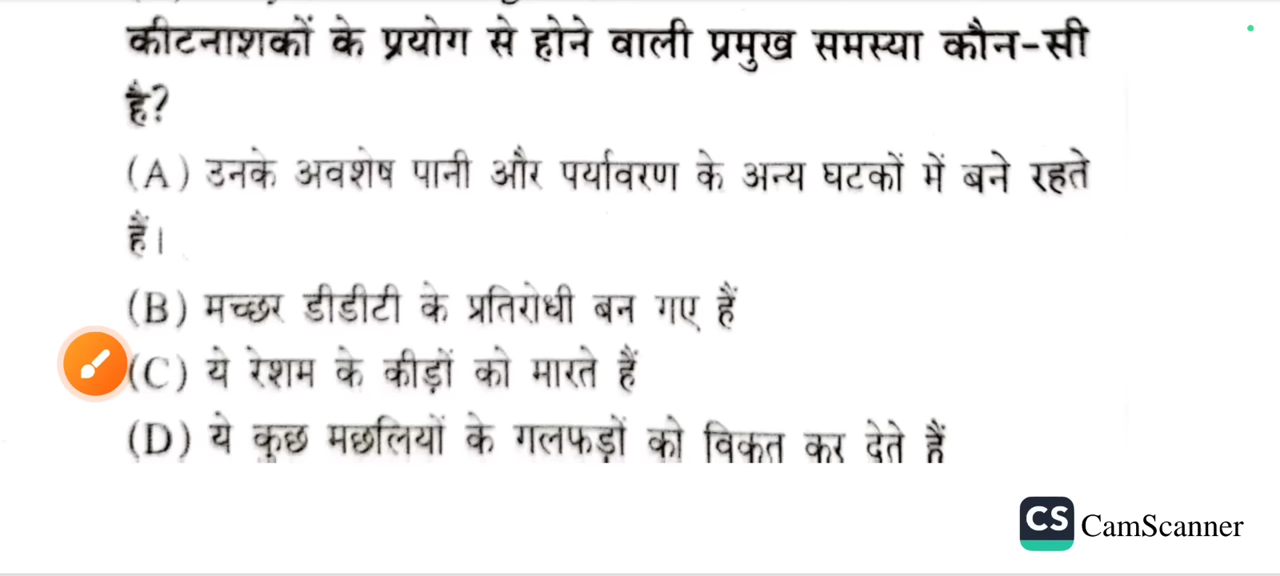 कीटनाशकों के प्रयोग से होने वाली प्रमुख समस्या कौन-सी
है?
(A) उनके अवशेष पानी और पर्यावरण के अन्य घटकों में बने रहते
हैं।
(B) मच्छर डीडीटी के प्रतिरोधी बन गए हैं
(C) ये रेशम के कीड़ों को मारते हैं
(D) ये कुछ मछलियों के गलफड़ों को विकृत कर देते हैं
CS CamScanner